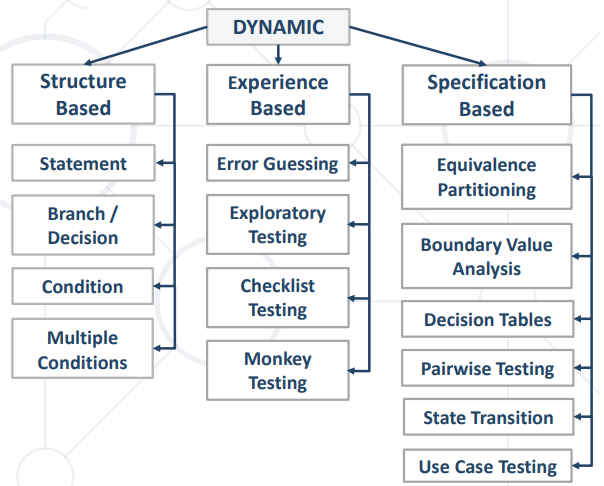 DYNAMIC
Structure
Based
Statement
Branch /
Decision
Condition
Multiple
Conditions
Experience
Based
Error Guessing
Exploratory
Testing
Checklist
Testing
Monkey
Testing
Specification
Based
Equivalence
Partitioning
Boundary Value
Analysis
Decision Tables
Pairwise Testing
State Transition
Use Case Testing